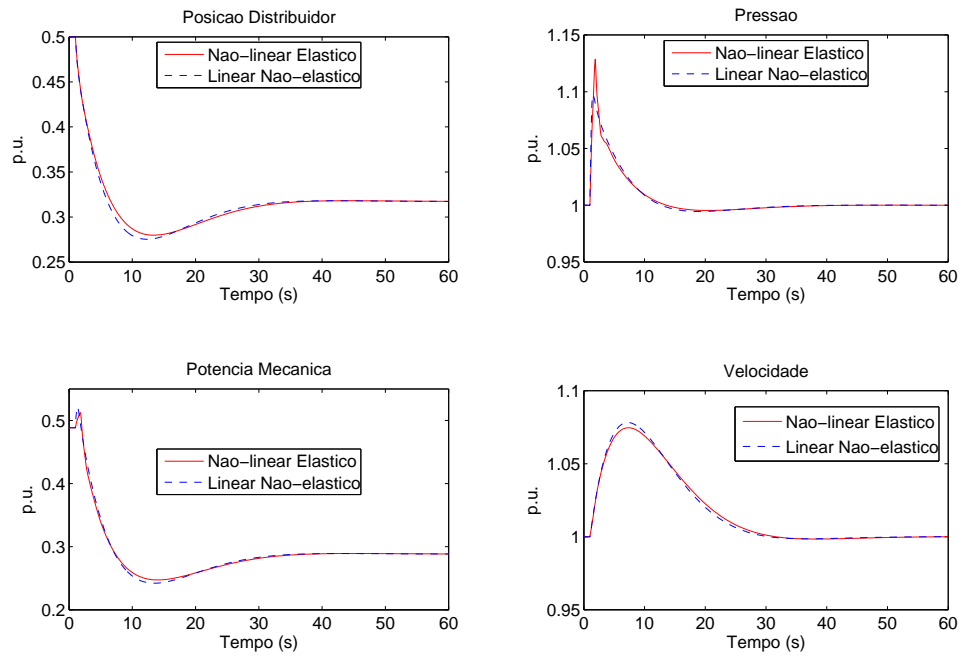 Posicao Distribuidor
0.5
0.45
0.4
0.35
0.3
0.25
p.u.
Nao−linear Elastico
Linear Nao−elastico
0 10 20 30 40 50 60
Tempo (s)
Pressao
1.15
1.1
1.05
1
0.95
p.u.
Nao−linear Elastico
Linear Nao−elastico
0 10 20 30 40 50 60
Tempo (s)
Potencia Mecanica
0.5
0.4
0.3
0.2
p.u.
Nao−linear Elastico
Linear Nao−elastico
0 10 20 30 40 50 60
Tempo (s)
Velocidade
1.1
1.05
1
0.95
p.u.
Nao−linear Elastico
Linear Nao−elastico
0 10 20 30 40 50 60
Tempo (s)